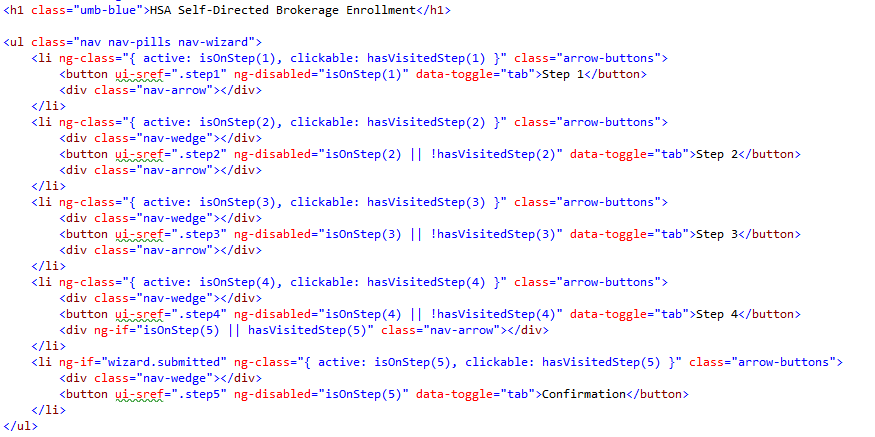 <h1 class="umb-blue">HSA Self-Directed Brokerage Enrollment</h1>
<ul class="nav nav-pills nav-wizard">
<li ng-class="{ active: isOnStep(1), clickable: hasVisitedStep(1) }" class="arrow-buttons">
<button ui-sref=".step1" ng-disabled="isOnStep(1)" data-toggle="tab">Step 1</button>
<div class="nav-arrow"></div>
</li>
<li ng-class="{ active: isOnStep(2), clickable: hasVisitedStep(2) }" class="arrow-buttons">
<div class="nav-wedge"></div>
<button ui-sref=".step2" ng-disabled="isOnStep(2) || !hasVisitedStep(2)" data-toggle="tab">Step 2</button>
<div class="nav-arrow"></div>
</li>
<li ng-class="{ active: isOnStep(3), clickable: hasVisitedStep(3) }" class="arrow-buttons">
<div class="nav-wedge"></div>
<button ui-sref=".step3" ng-disabled="isOnStep(3) || !hasVisitedStep(3)" data-toggle="tab">Step 3</button>
<div class="nav-arrow"></div>
</li>
<li ng-class="{ active: isOnStep(4), clickable: hasVisitedStep(4) }" class="arrow-buttons">
<div class="nav-wedge"></div>
<button ui-sref=".step4" ng-disabled="isOnStep(4) || !hasVisitedStep(4)" data-toggle="tab">Step 4</button>
<div ng-if="isOnStep(5) || hasVisitedStep(5)" class="nav-arrow"></div>
</li>
<li ng-if="wizard.submitted" ng-class="{ active: isOnStep(5), clickable: hasVisitedStep(5) }" class="arrow-buttons">
<div class="nav-wedge"></div>
<button ui-sref=".step5" ng-disabled="isOnStep(5)" data-toggle="tab">Confirmation</button>
</li>
</ul>